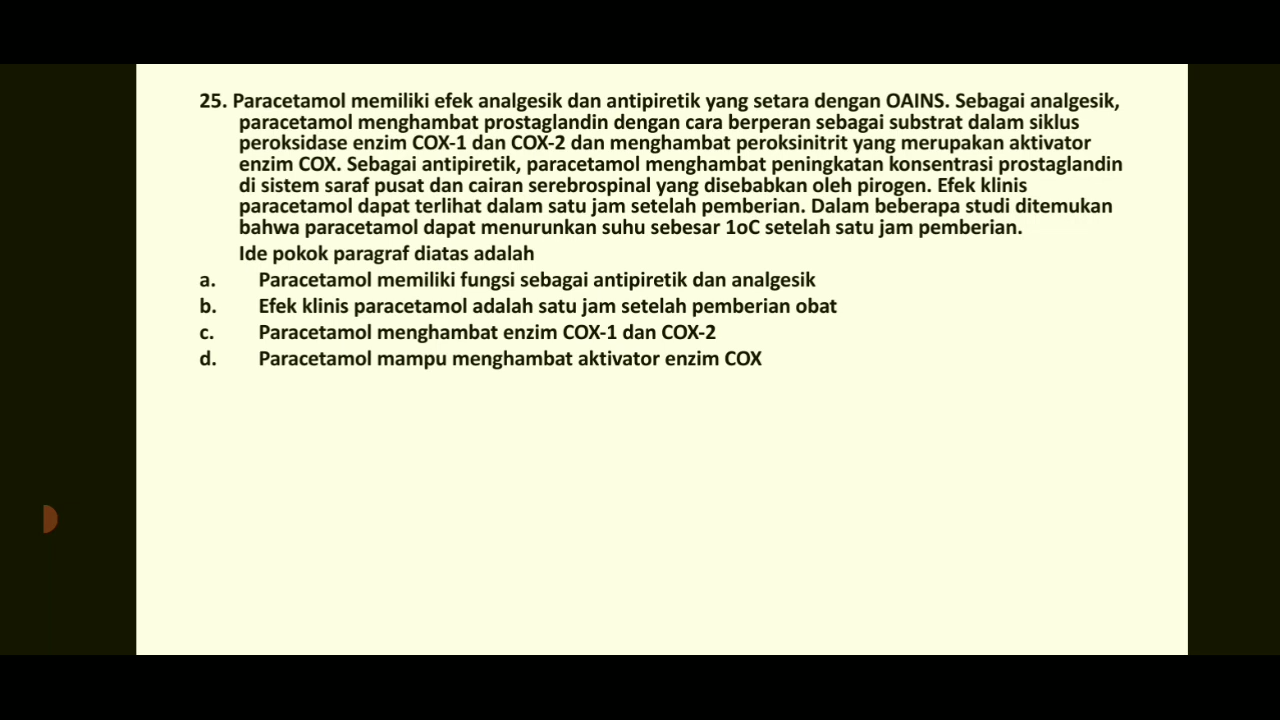 25. Paracetamol memiliki efek analgesik dan antipiretik yang setara dengan OAINS. Sebagai analgesik,
paracetamol menghambat prostaglandin dengan cara berperan sebagai substrat dalam siklus
peroksidase enzim COX-1 dan COX-2 dan menghambat peroksinitrit yang merupakan aktivator
enzim COX. Sebagai antipiretik, paracetamol menghambat peningkatan konsentrasi prostaglandin
di sistem saraf pusat dan cairan serebrospinal yang disebabkan oleh pirogen. Efek klinis
paracetamol dapat terlihat dalam satu jam setelah pemberian. Dalam beberapa studi ditemukan
bahwa paracetamol dapat menurunkan suhu sebesar 1oC setelah satu jam pemberian.
Ide pokok paragraf diatas adalah
a. Paracetamol memiliki fungsi sebagai antipiretik dan analgesik
b. Efek klinis paracetamol adalah satu jam setelah pemberian obat
c. Paracetamol menghambat enzim COX-1 dan COX-2
d. Paracetamol mampu menghambat aktivator enzim COX